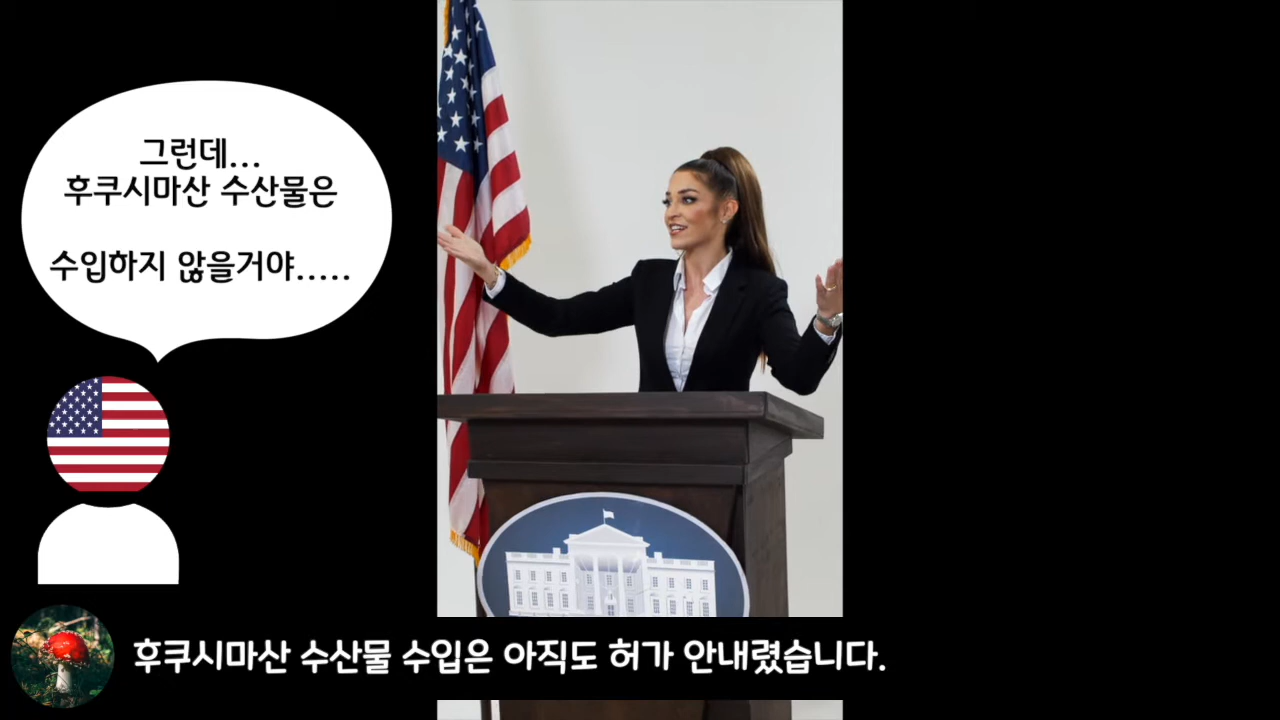 그런데...
후쿠시마산 수산물은
수입하지 않을거야.....
후쿠시마산 수산물 수입은 아직도 허가 안내렸습니다.